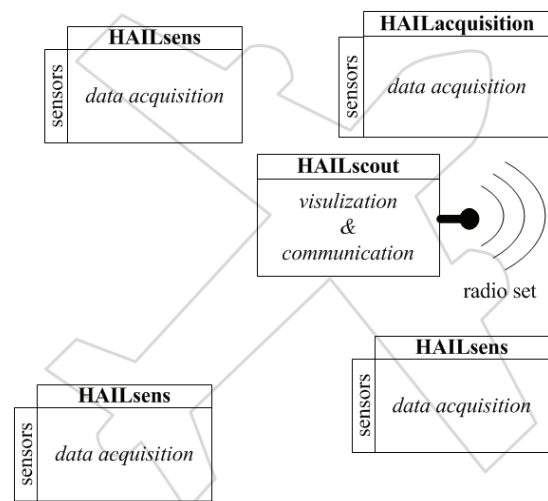 HAILsens
sensors
data acquisition
HAILacquisition
sensors
data acquisition
HAILscout
visulization
&
communication
radio set
HAILsens
sensors
data acquisition
HAILsens
sensors
data acquisition